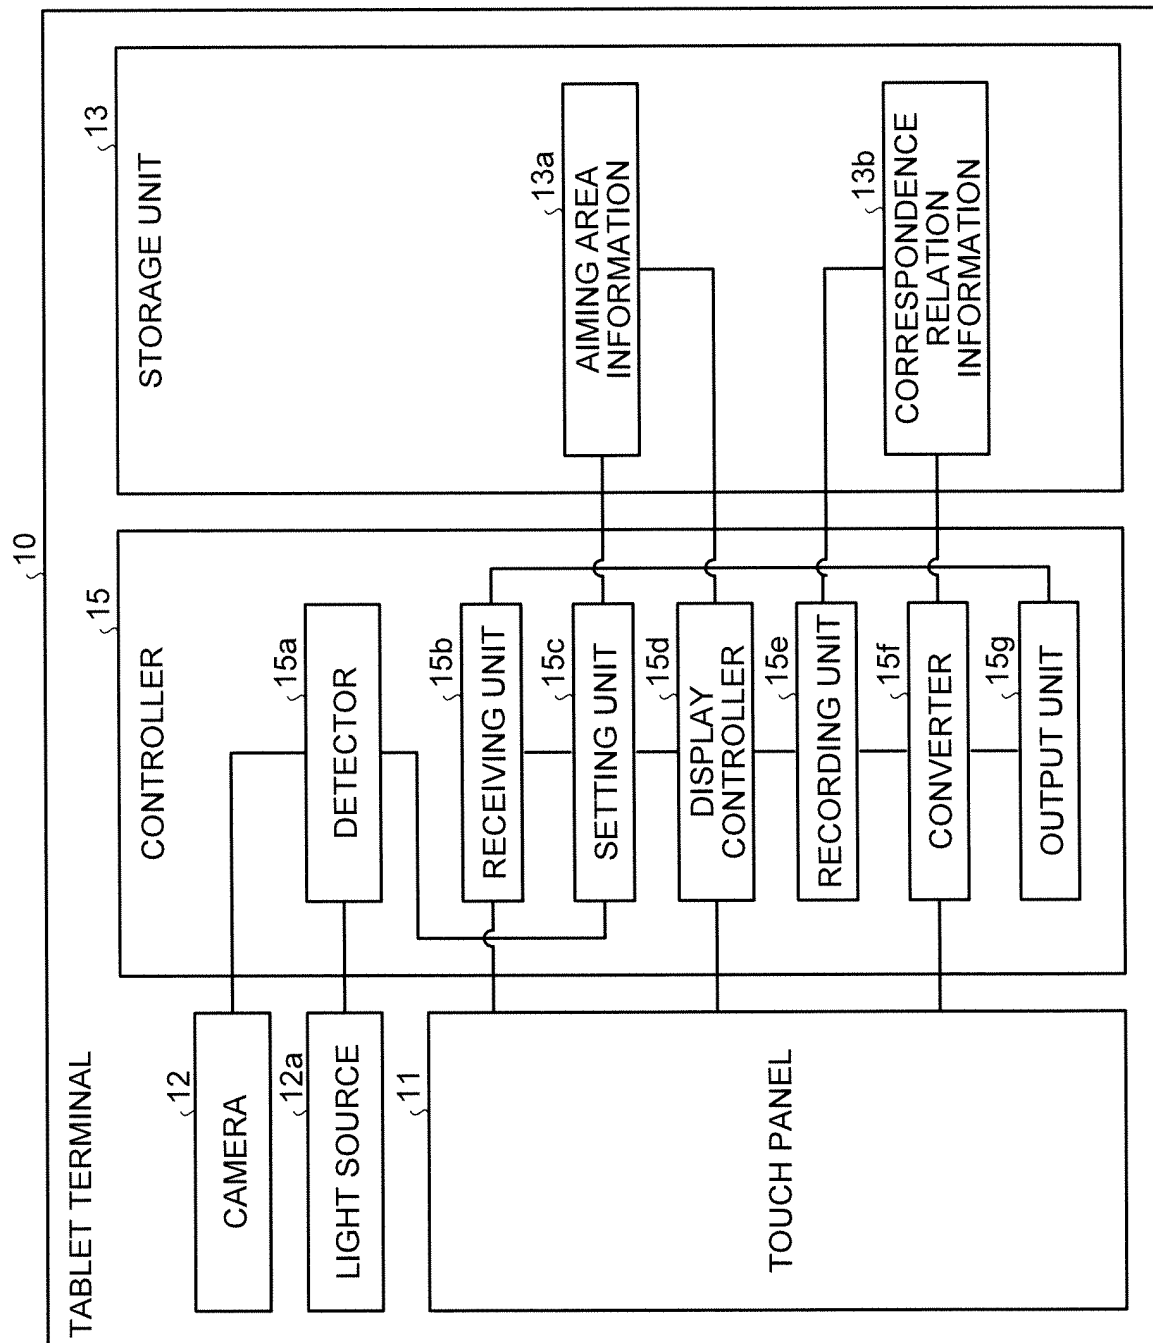 10
TABLET TERMINAL
12
CAMERA
12a
LIGHT SOURCE
11
TOUCH PANEL
15
CONTROLLER
15a
DETECTOR
15b
RECEIVING UNIT
15c
SETTING UNIT
15d
DISPLAY
CONTROLLER
15e
RECORDING UNIT
15f
CONVERTER
15g
OUTPUT UNIT
13
STORAGE UNIT
13a
AIMING AREA
INFORMATION
13b
CORRESPONDENCE
RELATION
INFORMATION